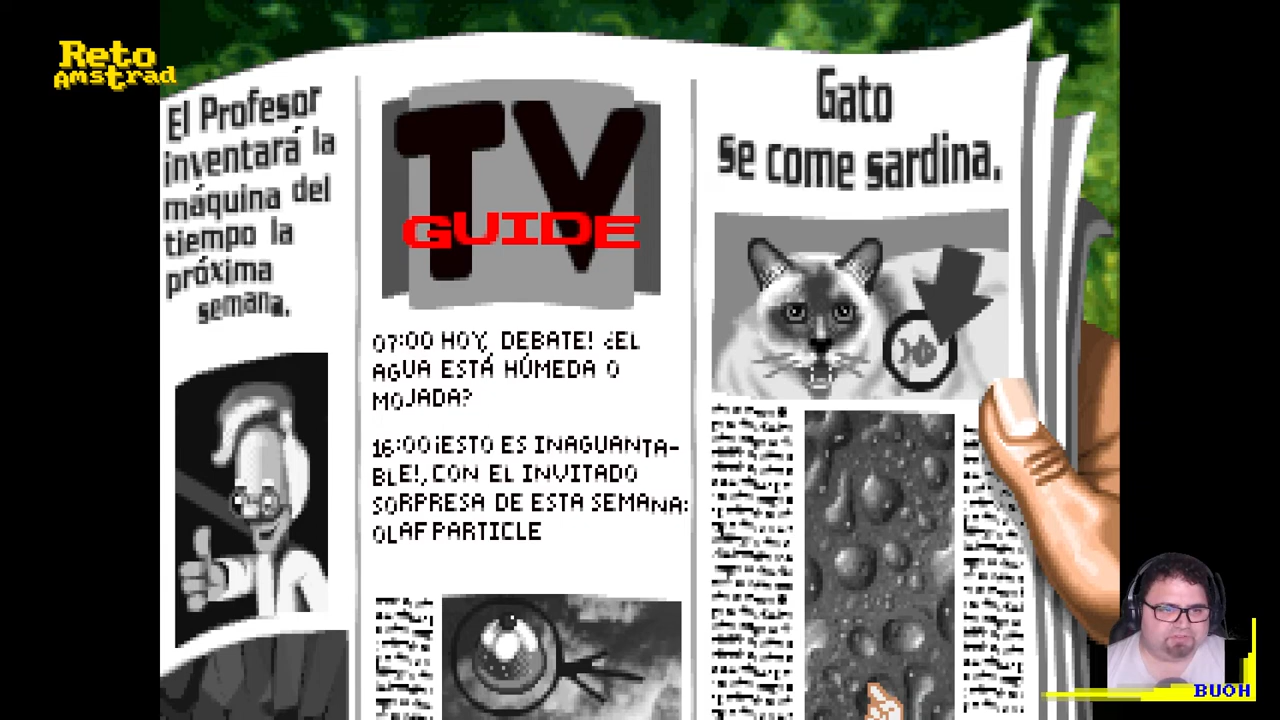 Reto
Amstrad
El Profesor
inventará la
máquina del
tiempo la
próxima
semana.
TV
GUIDE
07:00 HOY, DEBATE! ¿EL
AGUA ESTÁ HÚMEDA O
MOJADA?
16:00 ¡ESTO ES INAGUANTA-
BLE!, CON EL INVITADO
SORPRESA DE ESTA SEMANA:
OLAF PARTICLE
Gato
se come sardina.
BUOH